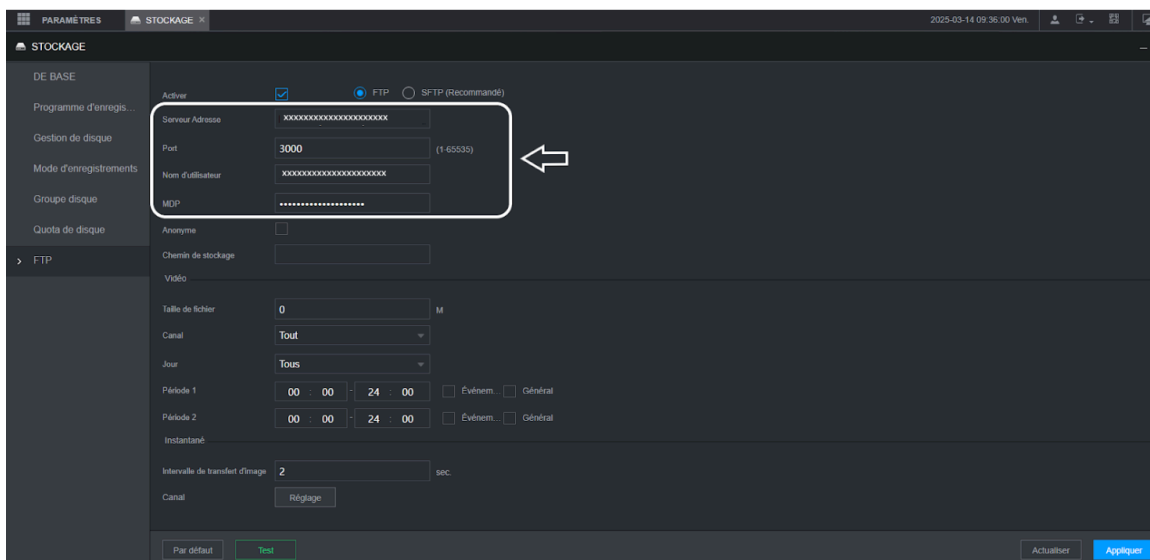 PARAMÈTRES STOCKAGE × 2025-03-14 09:36:00 Ven.
STOCKAGE
DE BASE
Programme d'enregis...
Gestion de disque
Mode d'enregistrements
Groupe disque
Quota de disque
FTP
Activer FTP SFTP (Recommandé)
Serveur Adresse xxxxxxxxxxxxxxxxxxxxx
Port 3000 (1-65535)
Nom d'utilisateur xxxxxxxxxxxxxxxxxxxxx
MDP ••••••••••••••••••••
Anonyme
Chemin de stockage
Vidéo
Taille de fichier 0 M
Canal Tout
Jour Tous
Période 1 00 : 00 - 24 : 00 Événem... Général
Période 2 00 : 00 - 24 : 00 Événem... Général
Instantané
Intervalle de transfert d'image 2 sec.
Canal Réglage
Par défaut Test Actualiser Appliquer